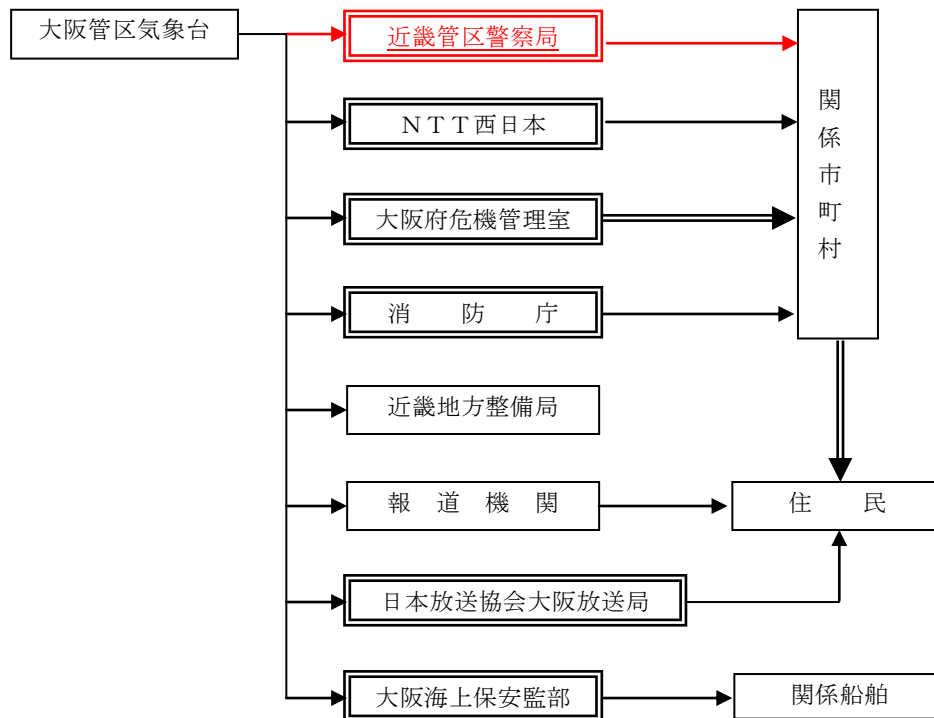 大阪管区気象台
近畿管区警察局
ＮＴＴ西日本
大阪府危機管理室
消　防　庁
近畿地方整備局
報道機関
日本放送協会大阪放送局
大阪海上保安監部
関係市町村
住　民
関係船舶